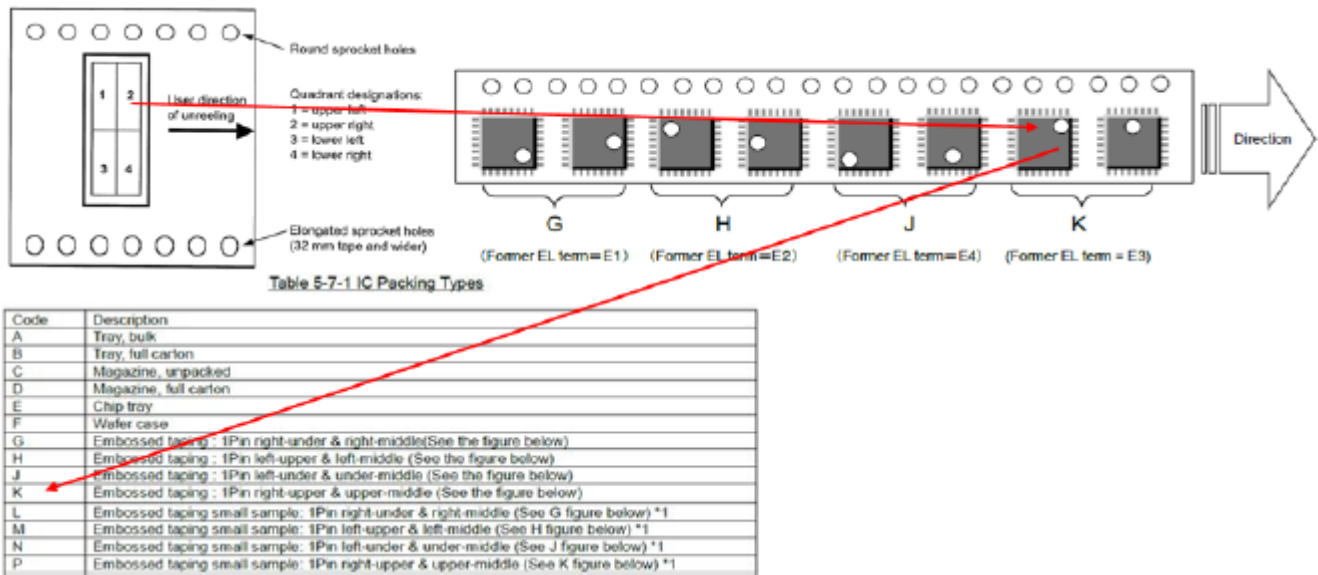 Round sprocket holes
1 2
3 4
User direction
of unreeling
Quadrant designations:
1 = upper left
2 = upper right
3 = lower left
4 = lower right
Elongated sprocket holes
(32 mm tape and wider)
Direction
G H J K
(Former EL term=E1) (Former EL term=E2) (Former EL term=E4) (Former EL term = E3)
Table 5-7-1 IC Packing Types
Code Description
A Tray, bulk
B Tray, full carton
C Magazine, unpacked
D Magazine, full carton
E Chip tray
F Wafer case
G Embossed taping : 1Pin right-under & right-middle(See the figure below)
H Embossed taping : 1Pin left-upper & left-middle (See the figure below)
J Embossed taping : 1Pin left-under & under-middle (See the figure below)
K Embossed taping : 1Pin right-upper & upper-middle (See the figure below)
L Embossed taping small sample: 1Pin right-under & right-middle (See G figure below) *1
M Embossed taping small sample: 1Pin left-upper & left-middle (See H figure below) *1
N Embossed taping small sample: 1Pin left-under & under-middle (See J figure below) *1
P Embossed taping small sample: 1Pin right-upper & upper-middle (See K figure below) *1